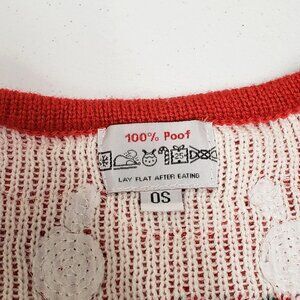 100% Poof
LAY FLAT AFTER EATING
OS